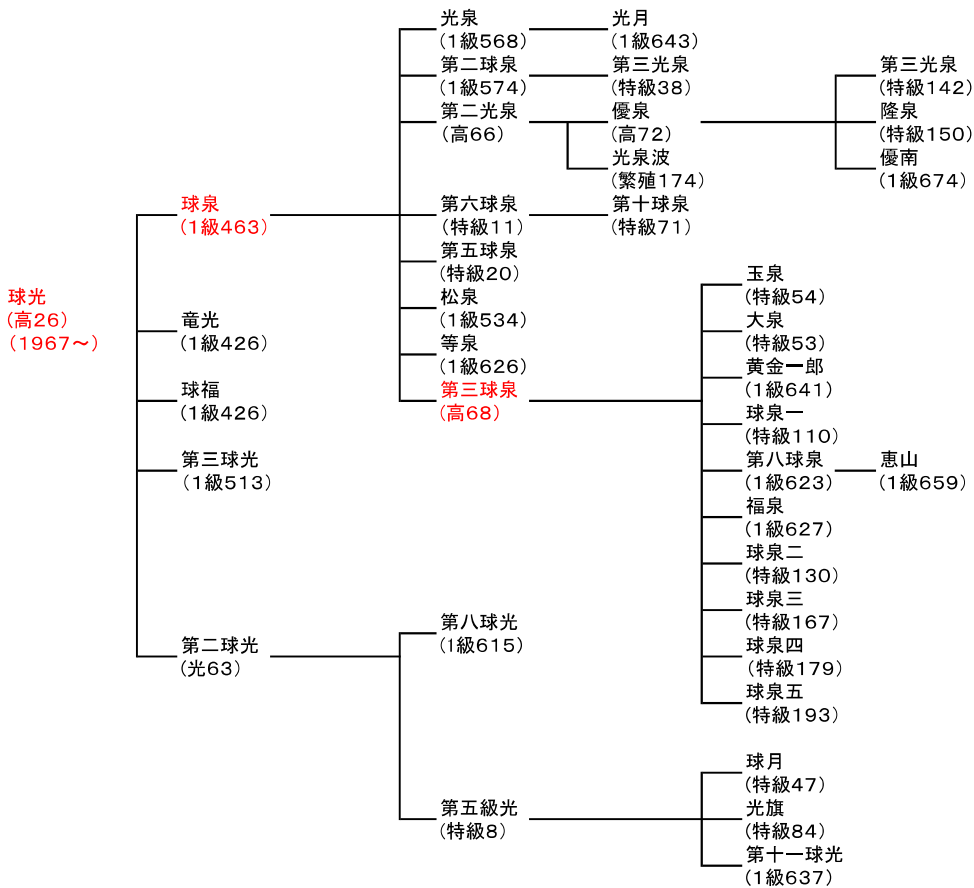 球光
(高26)
(1967～)
球泉
(1級463)
竜光
(1級426)
球福
(1級426)
第三球光
(1級513)
第二球光
(光63)
光泉
(1級568)
第二球泉
(1級574)
第二光泉
(高66)
第六球泉
(特級11)
第五球泉
(特級20)
松泉
(1級534)
等泉
(1級626)
第三球泉
(高68)
第八球光
(1級615)
第五級光
(特級8)
光月
(1級643)
第三光泉
(特級38)
優泉
(高72)
光泉波
(繁殖174)
第十球泉
(特級71)
玉泉
(特級54)
大泉
(特級53)
黄金一郎
(1級641)
球泉一
(特級110)
第八球泉
(1級623)
福泉
(1級627)
球泉二
(特級130)
球泉三
(特級167)
球泉四
(特級179)
球泉五
(特級193)
球月
(特級47)
光旗
(特級84)
第十一球光
(1級637)
第三光泉
(特級142)
隆泉
(特級150)
優南
(1級674)
恵山
(1級659)